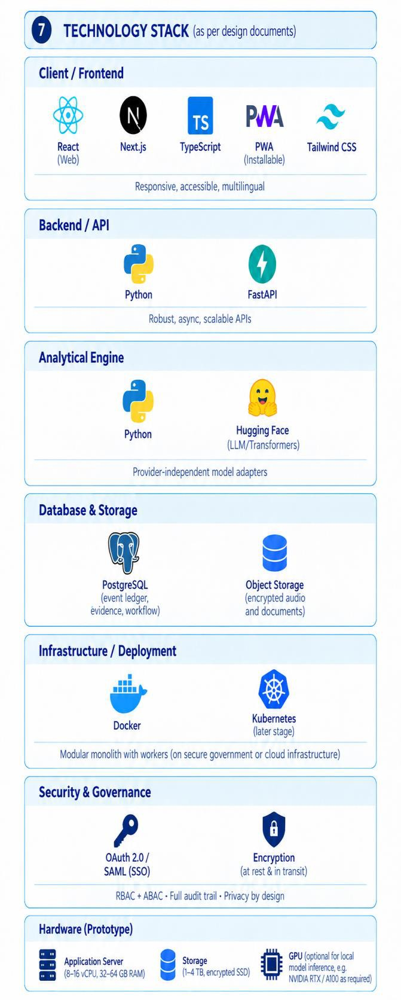 7 TECHNOLOGY STACK (as per design documents)
Client / Frontend
N TS PWA
React Next.js TypeScript PWA Tailwind CSS
(Web) (Installable)
Responsive, accessible, multilingual
Backend / API
Python FastAPI
Robust, async, scalable APIs
Analytical Engine
Python
Hugging Face
(LLM/Transformers)
Provider-independent model adapters
Database & Storage
PostgreSQL
(event ledger,
evidence, workflow)
Object Storage
(encrypted audio
and documents)
Infrastructure / Deployment
Docker
Kubernetes
(later stage)
Modular monolith with workers (on secure government or cloud infrastructure)
Security & Governance
OAuth 2.0 /
SAML (SSO)
Encryption
(at rest & in transit)
RBAC + ABAC • Full audit trail • Privacy by design
Hardware (Prototype)
Application Server
(8–16 vCPU, 32–64 GB RAM)
Storage
(1–4 TB, encrypted SSD)
GPU (optional for local
model inference, e.g.
NVIDIA RTX / A100 as required)